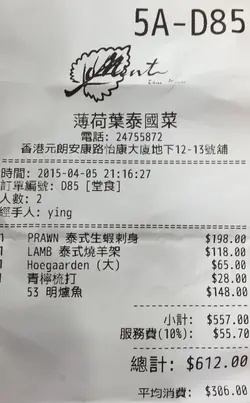 5A-D85
Mint
薄荷葉泰國菜
電話: 24755872
香港元朗安康路怡康大廈地下12-13號舖
時間: 2015-04-05 21:16:27
訂單編號: D85 [堂食]
人數: 2
經手人: ying
1 PRAWN 泰式生蝦刺身 $198.00
1 LAMB 泰式燒羊架 $118.00
1 Hoegaarden (大) $65.00
1 青檸梳打 $28.00
53 明爐魚 $148.00
小計: $557.00
服務費(10%): $55.70
總計: $612.00
平均消費: $306.00